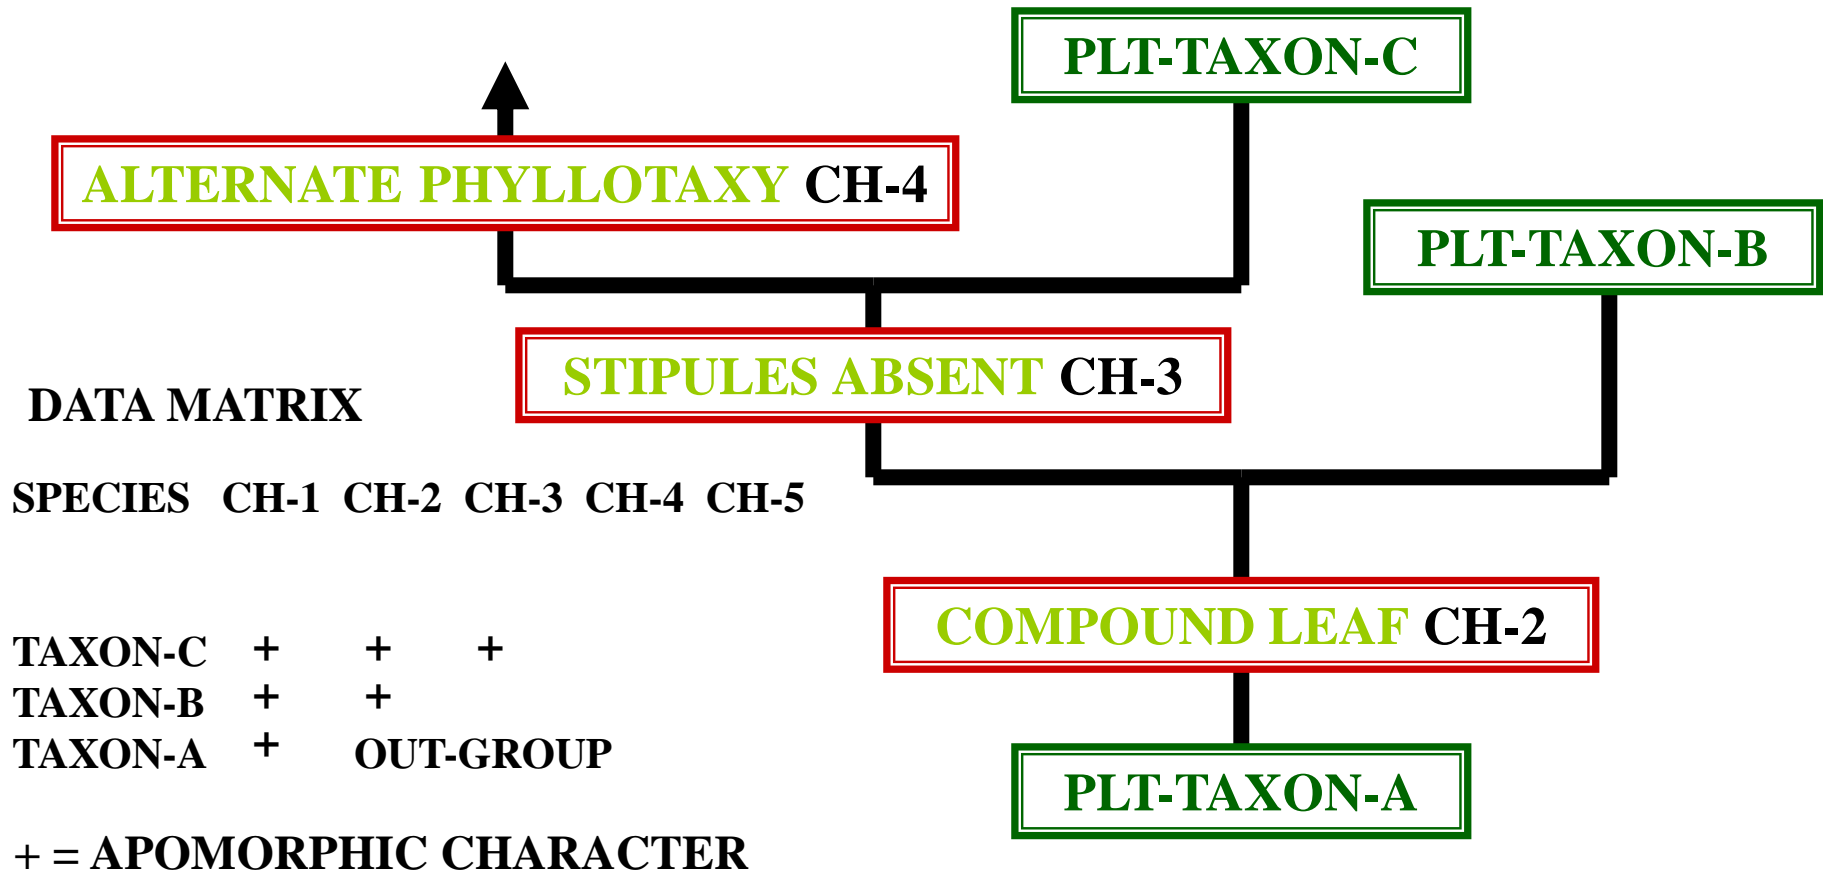 PLT-TAXON-C
ALTERNATE PHYLLOTAXY CH-4
PLT-TAXON-B
STIPULES ABSENT CH-3
DATA MATRIX
SPECIES CH-1 CH-2 CH-3 CH-4 CH-5
COMPOUND LEAF CH-2
TAXON-C + + +
TAXON-B + +
TAXON-A + OUT-GROUP
PLT-TAXON-A
+ = APOMORPHIC CHARACTER